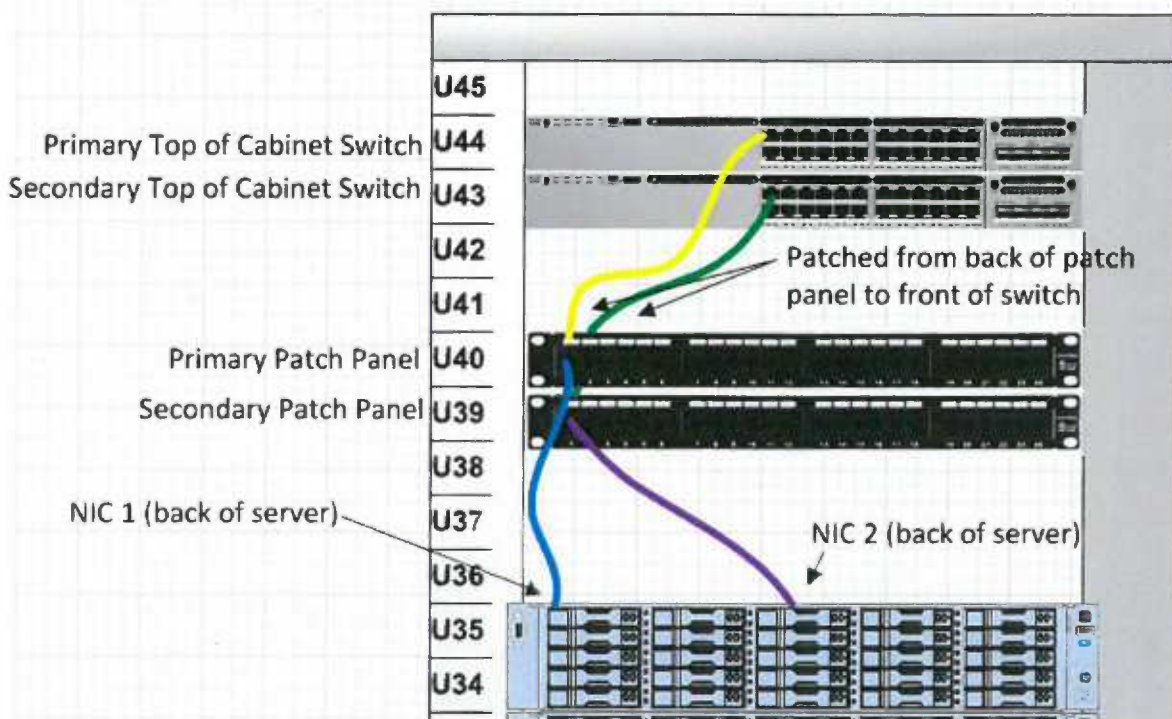 U45
Primary Top of Cabinet Switch U44
Secondary Top of Cabinet Switch U43
U42
Patched from back of patch
panel to front of switch
U41
Primary Patch Panel U40
Secondary Patch Panel U39
U38
NIC 1 (back of server)
U37
NIC 2 (back of server)
U36
U35
U34